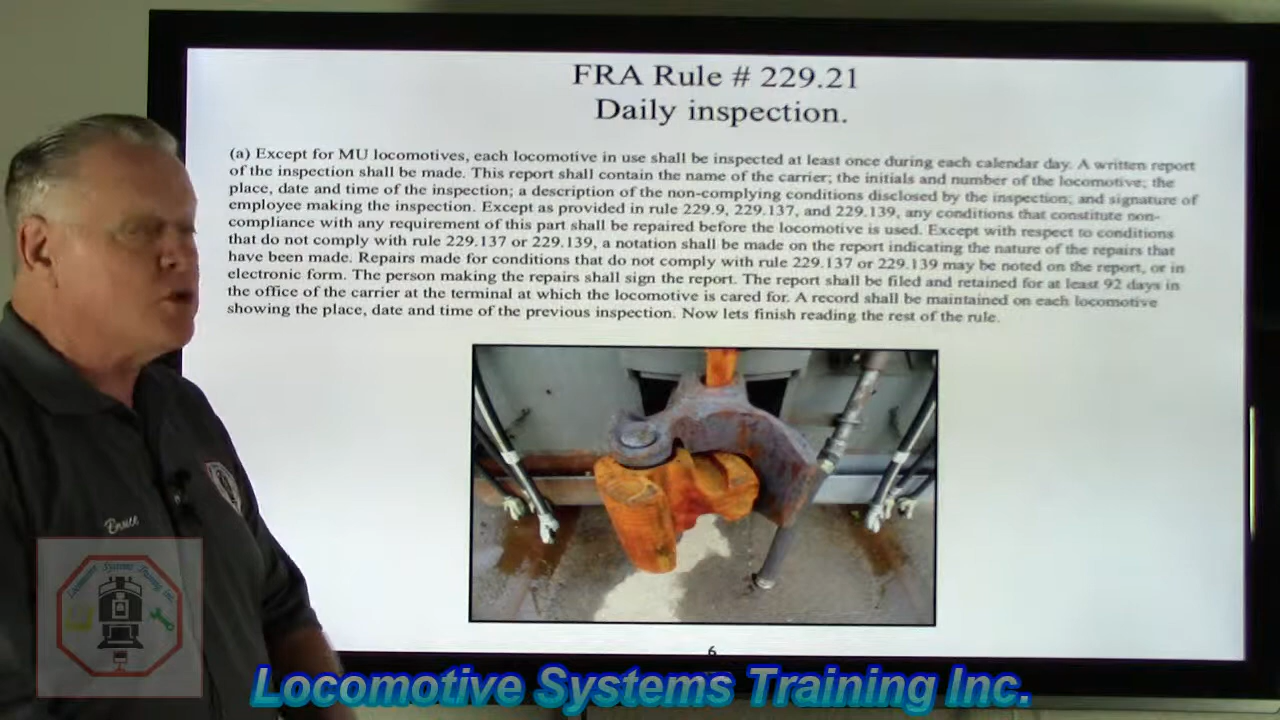 FRA Rule # 229.21
Daily inspection.
(a) Except for MU locomotives, each locomotive in use shall be inspected at least once during each calendar day. A written report
of the inspection shall be made. This report shall contain the name of the carrier; the initials and number of the locomotive; the
place, date and time of the inspection; a description of the non-complying conditions disclosed by the inspection; and signature of
employee making the inspection. Except as provided in rule 229.9, 229.137, and 229.139, any conditions that constitute non-
compliance with any requirement of this part shall be repaired before the locomotive is used. Except with respect to conditions
that do not comply with rule 229.137 or 229.139, a notation shall be made on the report indicating the nature of the repairs that
have been made. Repairs made for conditions that do not comply with rule 229.137 or 229.139 may be noted on the report, or in
electronic form. The person making the repairs shall sign the report. The report shall be filed and retained for at least 92 days in
the office of the carrier at the terminal at which the locomotive is cared for. A record shall be maintained on each locomotive
showing the place, date and time of the previous inspection. Now lets finish reading the rest of the rule.
6
Bruce
Locomotive Systems Training Inc.
Locomotive Systems Training Inc.